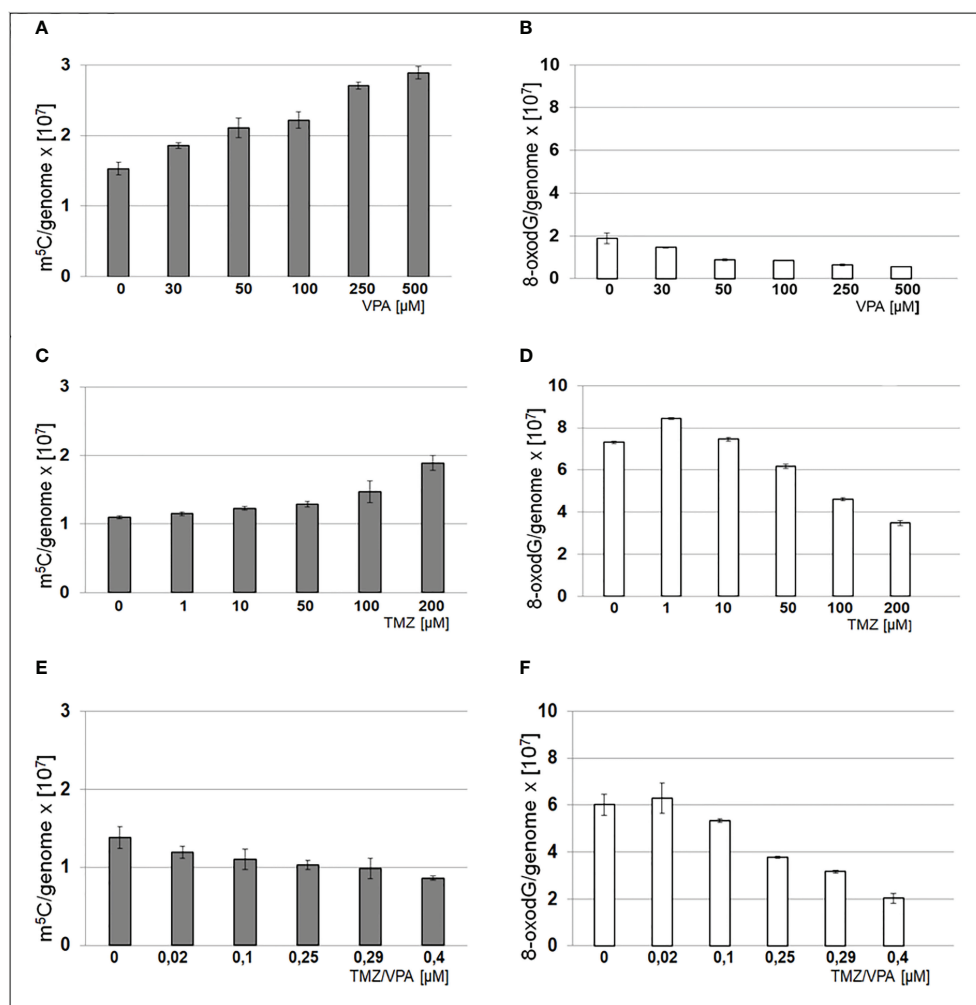 A
m⁵C/genome x [10⁷]
3
2
1
0
0 30 50 100 250 500
VPA [µM]
B
8-oxodG/genome x [10⁷]
10
8
6
4
2
0
0 30 50 100 250 500
VPA [µM]
C
m⁵C/genome x [10⁷]
3
2
1
0
0 1 10 50 100 200
TMZ [µM]
D
8-oxodG/genome x [10⁷]
10
8
6
4
2
0
0 1 10 50 100 200
TMZ [µM]
E
m⁵C/genome x [10⁷]
3
2
1
0
0 0,02 0,1 0,25 0,29 0,4
TMZ/VPA [µM]
F
8-oxodG/genome x [10⁷]
10
8
6
4
2
0
0 0,02 0,1 0,25 0,29 0,4
TMZ/VPA [µM]